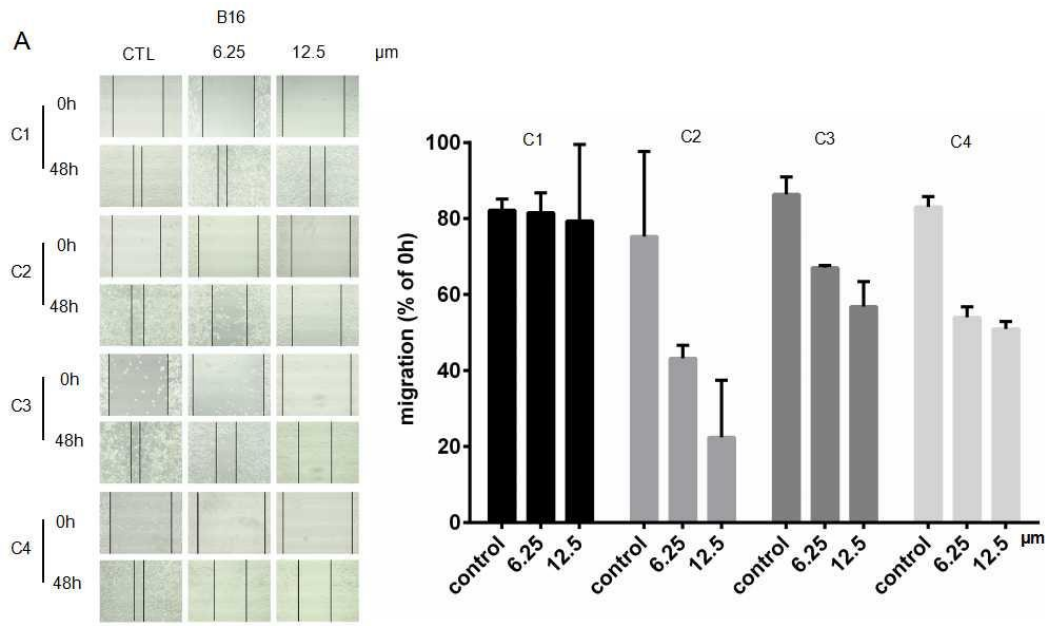 A
B16
CTL 6.25 12.5 µm
C1
0h
48h
C2
0h
48h
C3
0h
48h
C4
0h
48h
migration (% of 0h)
100
80
60
40
20
0
C1 C2 C3 C4
control 6.25 12.5 control 6.25 12.5 control 6.25 12.5 control 6.25 12.5 µm